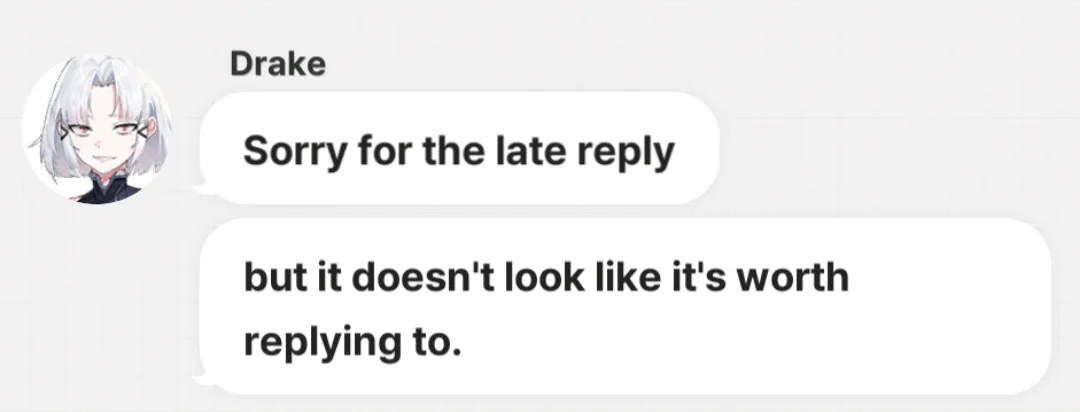 Drake
Sorry for the late reply
but it doesn't look like it's worth
replying to.